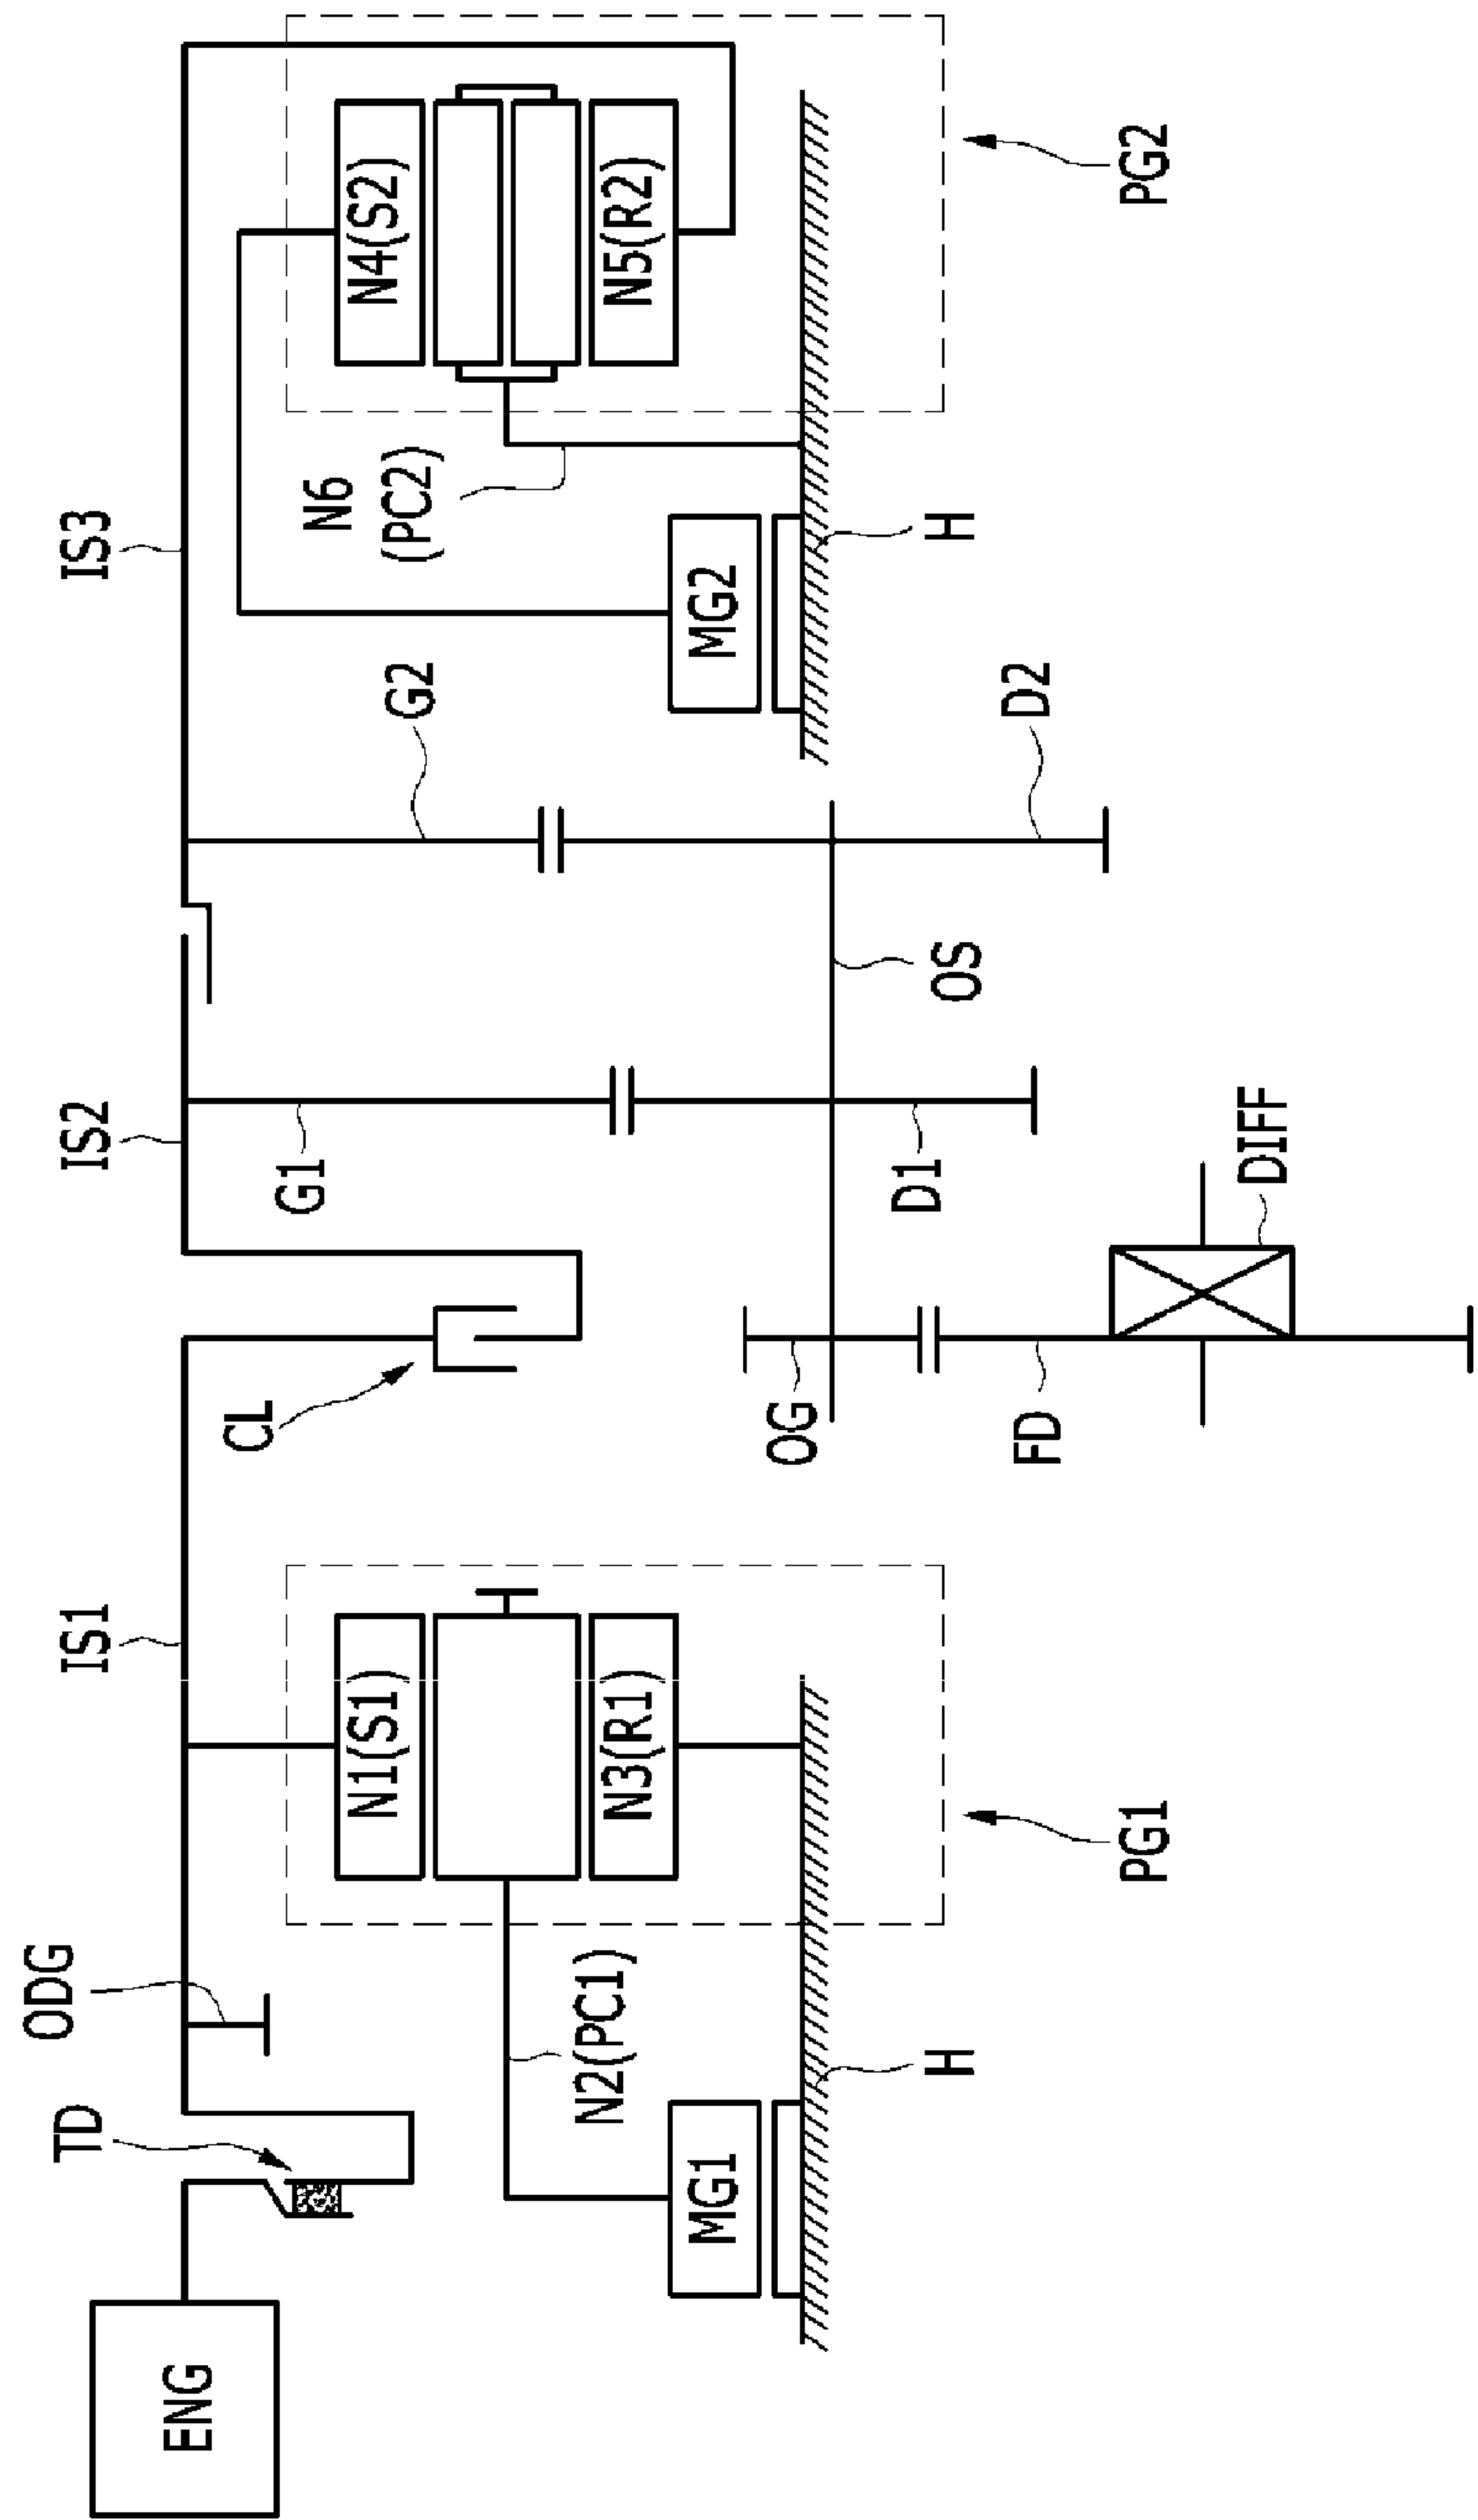 ENG
TD
ODG
IS1
IS2
IS3
CL
G1
G2
N6
(PC2)
N1(S1)
N4(S2)
N2(PC1)
N3(R1)
N5(R2)
MG1
MG2
H
H
OG
D1
OS
D2
FD
PG1
DIFF
PG2